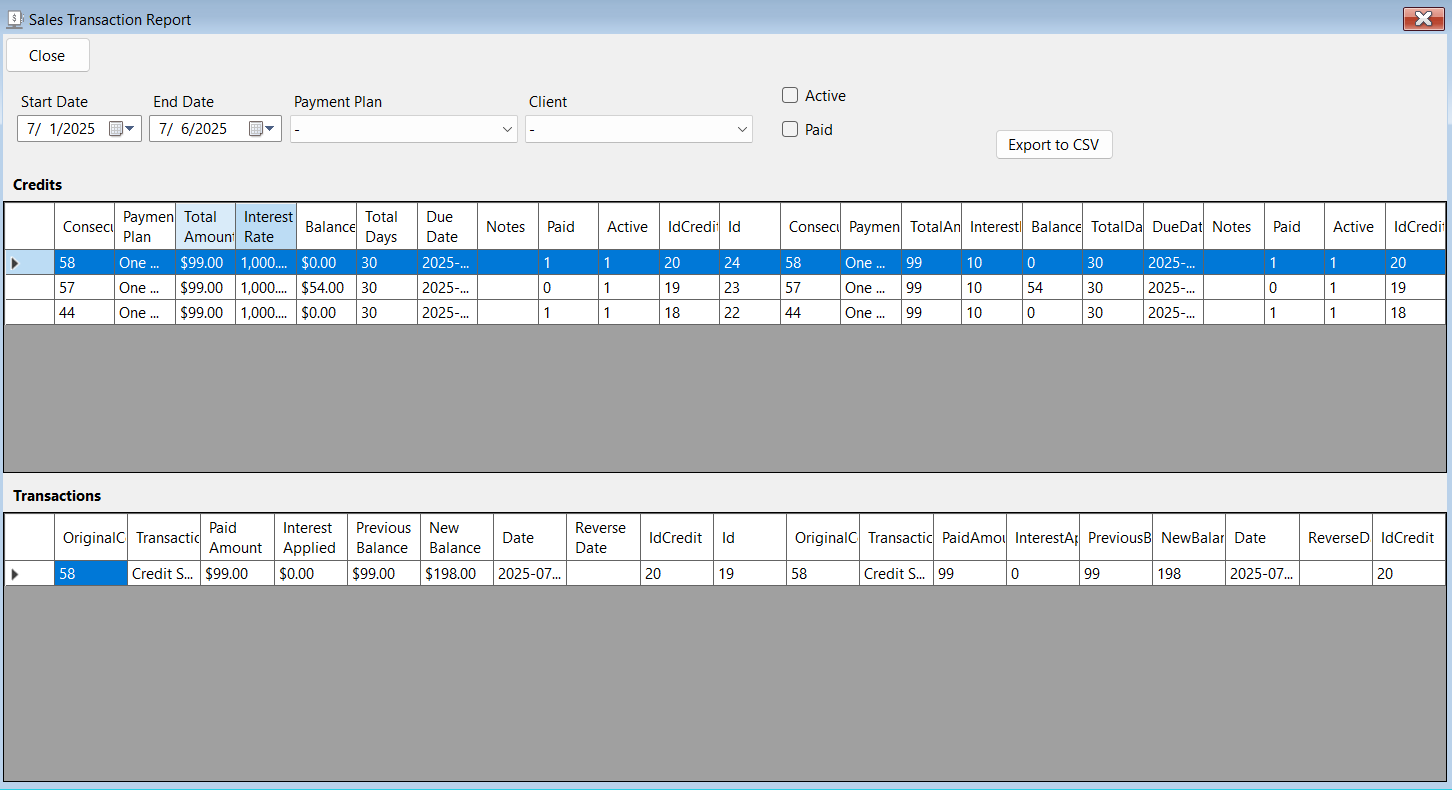 Sales Transaction Report
Close
Start Date End Date Payment Plan Client Active
7/ 1/2025 7/ 6/2025 - - Paid
Export to CSV
Credits
Consecu Paymen Plan Total Amount Interest Rate Balance Total Days Due Date Notes Paid Active IdCredit Id Consecu Paymen TotalAn InterestI Balance TotalDa DueDat Notes Paid Active IdCredit
58 One ... $99.00 1,000.... $0.00 30 2025-... 1 1 20 24 58 One ... 99 10 0 30 2025-... 1 1 20
57 One ... $99.00 1,000.... $54.00 30 2025-... 0 1 19 23 57 One ... 99 10 54 30 2025-... 0 1 19
44 One ... $99.00 1,000.... $0.00 30 2025-... 1 1 18 22 44 One ... 99 10 0 30 2025-... 1 1 18
Transactions
OriginalC Transactic Paid Amount Interest Applied Previous Balance New Balance Date Reverse Date IdCredit Id OriginalC Transactic PaidAmou InterestAp PreviousB NewBalan Date ReverseD IdCredit
58 Credit S... $99.00 $0.00 $99.00 $198.00 2025-07... 20 19 58 Credit S... 99 0 99 198 2025-07... 20